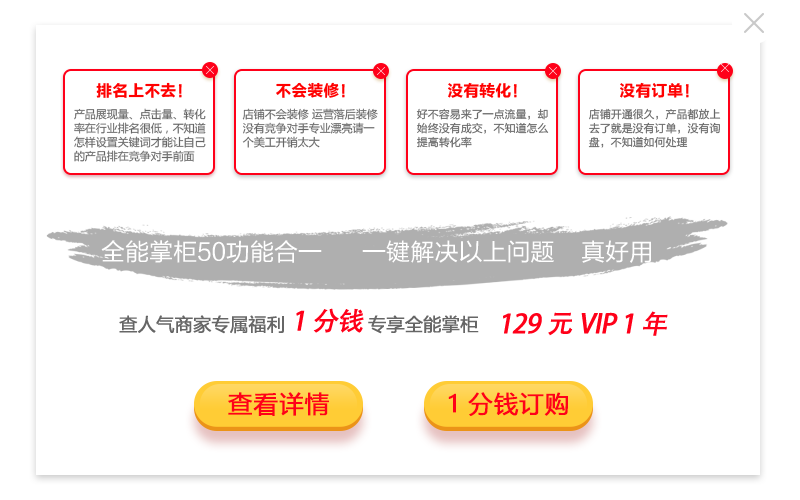 排名上不去！
产品展现量、点击量、转化
率在行业排名很低，不知道
怎样设置关键词才能让自己
的产品排在竞争对手前面
不会装修！
店铺不会装修 运营落后装修
没有竞争对手专业漂亮请一
个美工开销太大
没有转化！
好不容易来了一点流量，却
始终没有成交，不知道怎么
提高转化率
没有订单！
店铺开通很久，产品都放上
去了就是没有订单，没有询
盘，不知道如何处理
全能掌柜50功能合一 一键解决以上问题 真好用
查人气商家专属福利 1 分钱 专享全能掌柜 129 元 VIP 1 年
查看详情
1 分钱订购